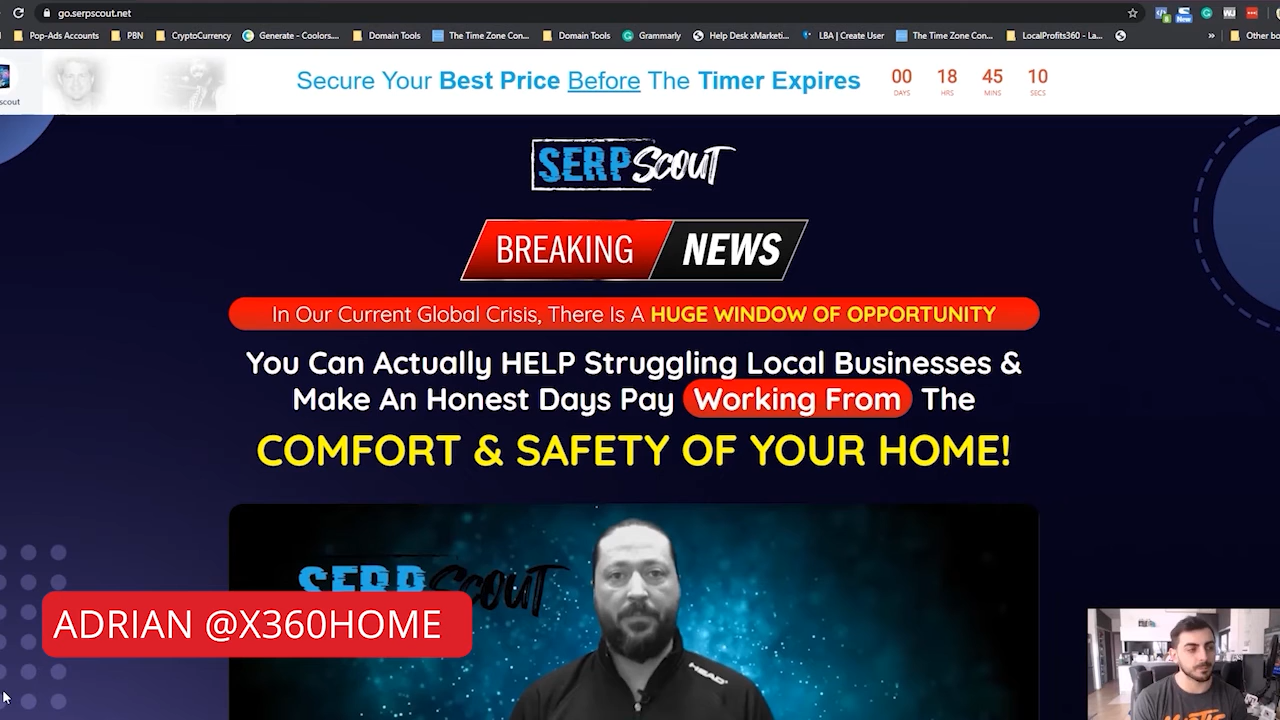 go.serpscout.net
Pop-Ads Accounts
PBN
CryptoCurrency
Generate - Coolors...
Domain Tools
The Time Zone Con...
Domain Tools
Grammarly
Help Desk xMarketi...
LBA | Create User
The Time Zone Con...
LocalProfits360 - La...
»
Other bo
New
scout
Secure Your Best Price Before The Timer Expires
00 18 45 10
DAYS HRS MINS SECS
SERPScout
BREAKING NEWS
In Our Current Global Crisis, There Is A HUGE WINDOW OF OPPORTUNITY
You Can Actually HELP Struggling Local Businesses &
Make An Honest Days Pay Working From The
COMFORT & SAFETY OF YOUR HOME!
SERPScout
ADRIAN @X360HOME
HEAD